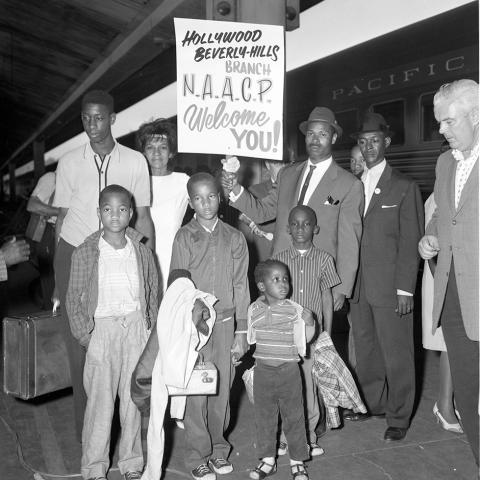 HOLLYWOOD
BEVERLY-HILLS
BRANCH
N.A.A.C.P.
Welcome
YOU!
PACIFIC